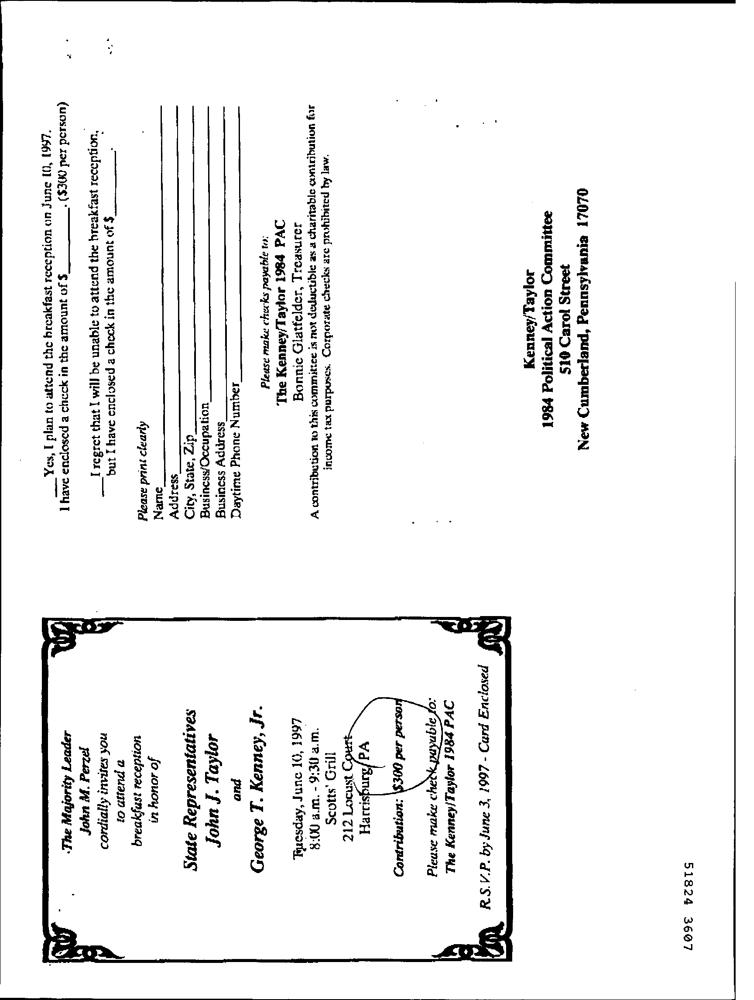 The Majority Leader
John M. Perzel
cordially invites you
to attend a
breakfast reception
in honor of
State Representatives
John J. Taylor
and
George T. Kenney, Jr.
Tuesday, June 10, 1997
8:00 a.m. - 9:30 a.m.
Scotts' Grill
212 Locust Court
Harrisburg, PA
Contribution: $300 per person
Please make check payable to:
The Kenney/Taylor 1984 PAC
R.S.V.P. by June 3, 1997 - Card Enclosed
____Yes, I plan to attend the breakfast reception on June 10, 1997.
I have enclosed a check in the amount of $________. ($300 per person)
____I regret that I will be unable to attend the breakfast reception,
but I have enclosed a check in the amount of $________.
Please print clearly
Name
Address
City, State, Zip
Business/Occupation
Business Address
Daytime Phone Number
Please make checks payable to:
The Kenney/Taylor 1984 PAC
Bonnie Glatfelder, Treasurer
A contribution to this committee is not deductible as a charitable contribution for
income tax purposes. Corporate checks are prohibited by law.
Kenney/Taylor
1984 Political Action Committee
510 Carol Street
New Cumberland, Pennsylvania 17070
51824 3607